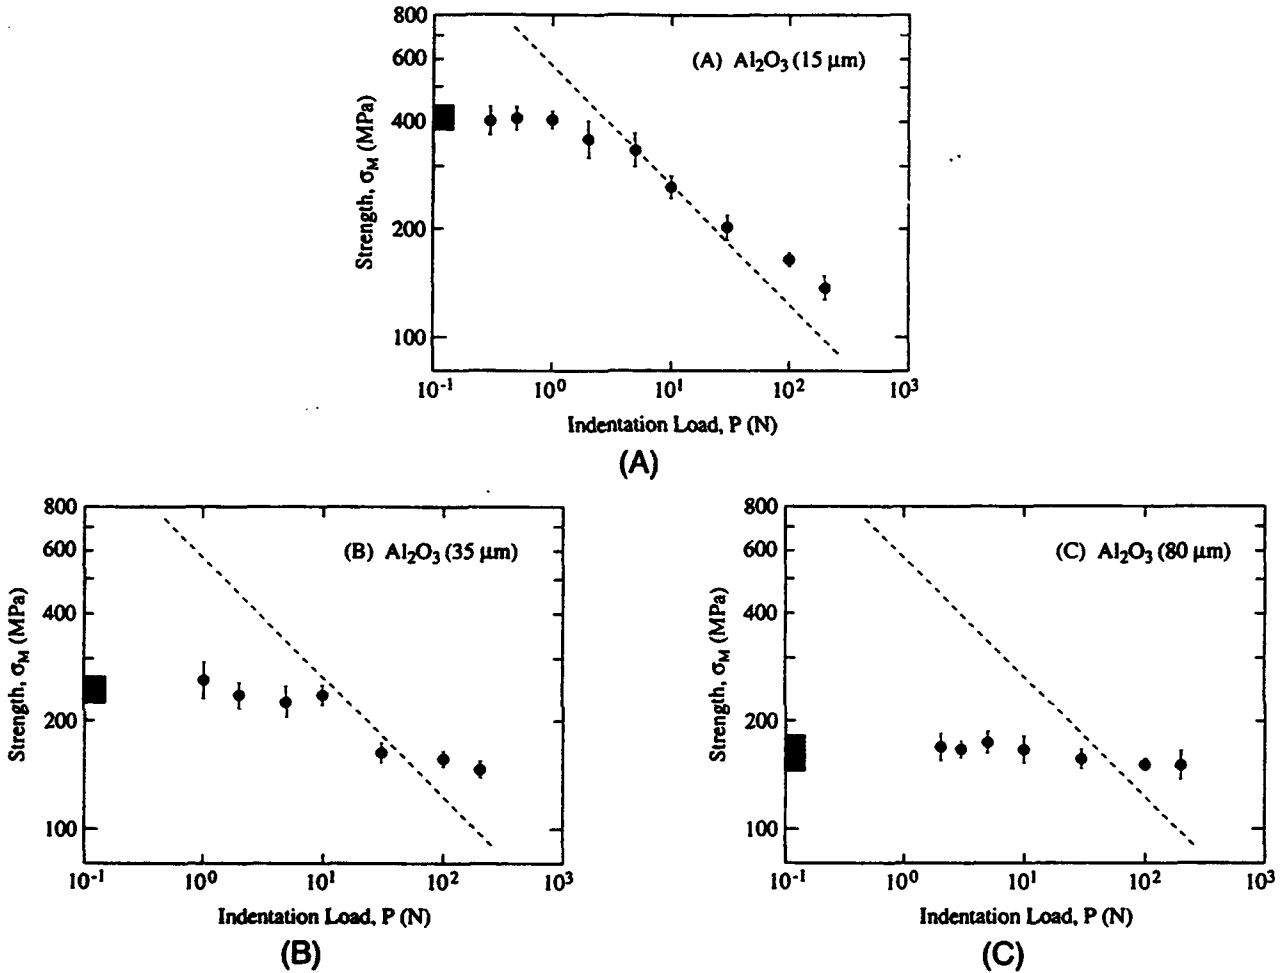 800
600
400
200
100
Strength, σM (MPa)
(A) Al2O3 (15 μm)
10-1
100
101
102
103
Indentation Load, P (N)
(A)
800
600
400
200
100
Strength, σM (MPa)
(B) Al2O3 (35 μm)
10-1
100
101
102
103
Indentation Load, P (N)
(B)
800
600
400
200
100
Strength, σM (MPa)
(C) Al2O3 (80 μm)
10-1
100
101
102
103
Indentation Load, P (N)
(C)